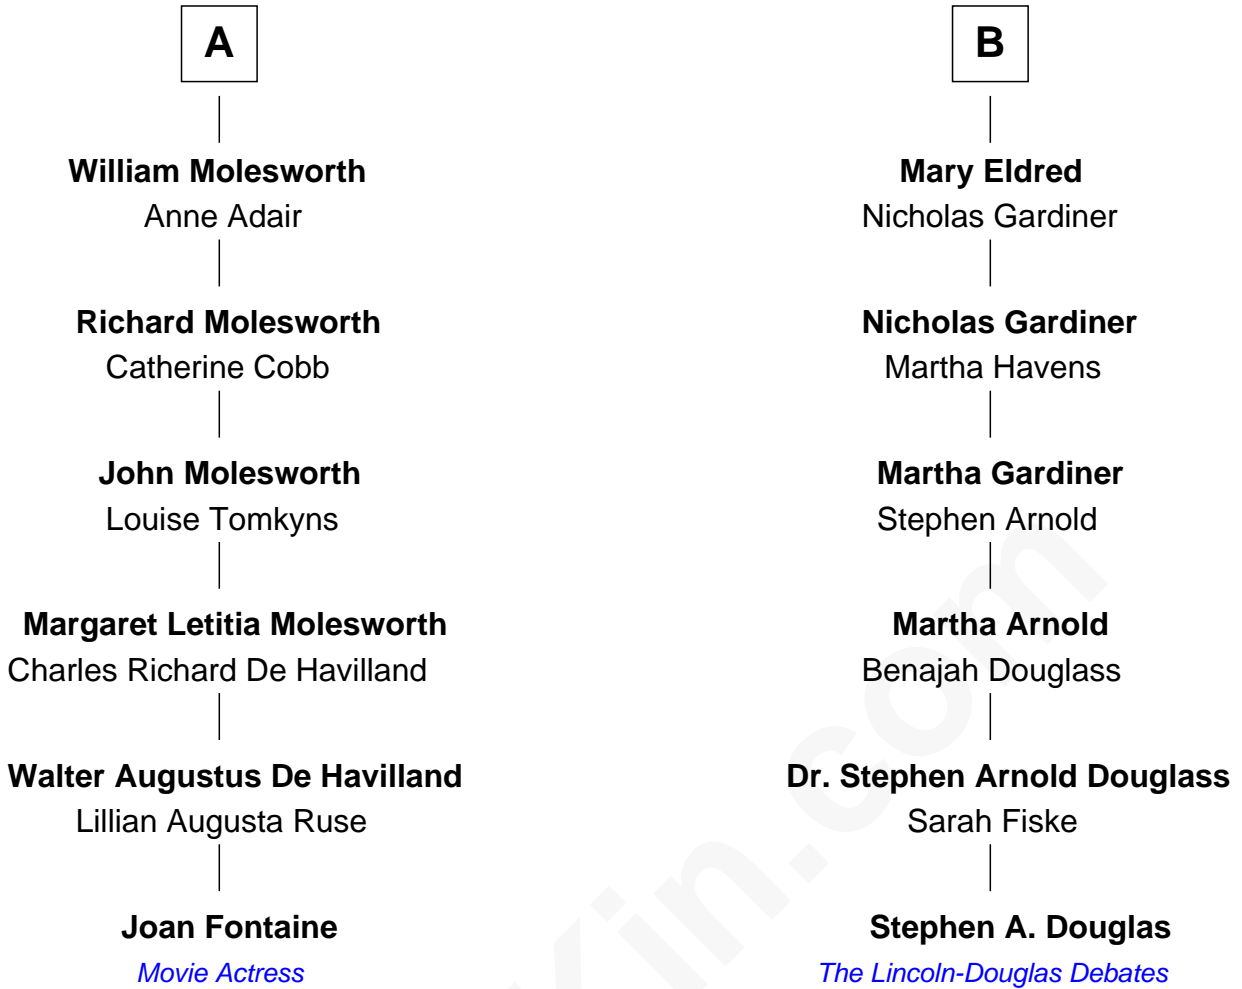 A
William Molesworth
Anne Adair
Richard Molesworth
Catherine Cobb
John Molesworth
Louise Tomkyns
Margaret Letitia Molesworth
Charles Richard De Havilland
Walter Augustus De Havilland
Lillian Augusta Ruse
Joan Fontaine
Movie Actress
B
Mary Eldred
Nicholas Gardiner
Nicholas Gardiner
Martha Havens
Martha Gardiner
Stephen Arnold
Martha Arnold
Benajah Douglass
Dr. Stephen Arnold Douglass
Sarah Fiske
Stephen A. Douglas
The Lincoln-Douglas Debates
Kin.com